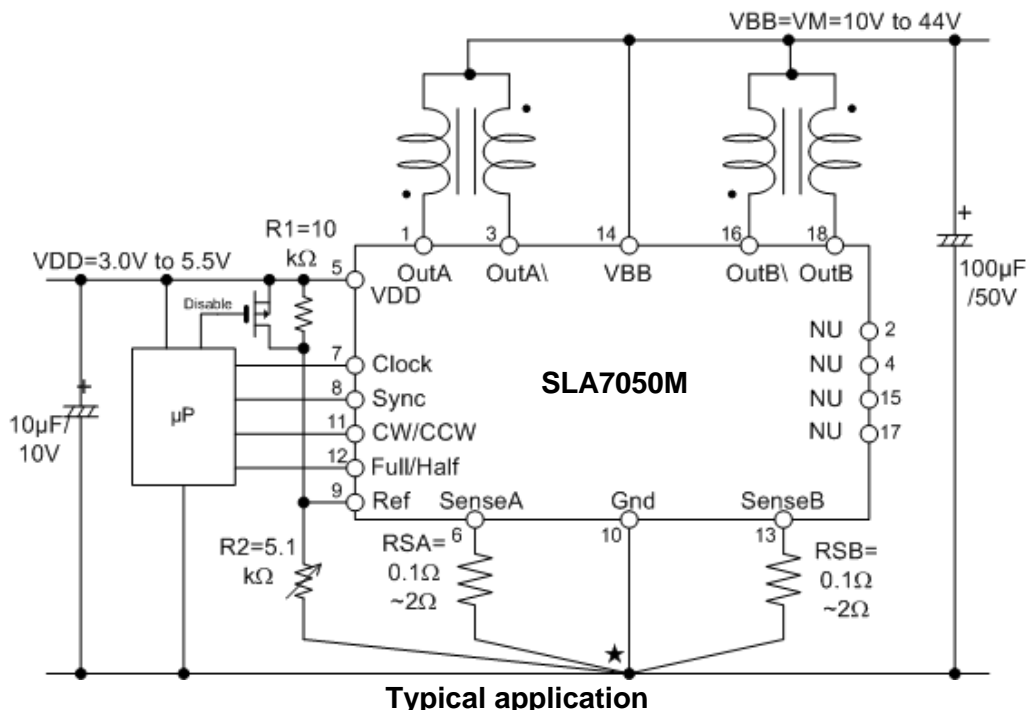 VBB=VM=10V to 44V
R1=10
kΩ
VDD=3.0V to 5.5V
1
3
14
16
18
OutA
OutA\
VBB
OutB\
OutB
5
VDD
Disable
100µF
/50V
+
+
10µF/
10V
µP
7
Clock
8
Sync
11
CW/CCW
12
Full/Half
9
Ref
SLA7050M
NU
2
NU
4
NU
15
NU
17
SenseA
Gnd
SenseB
6
10
13
R2=5.1
kΩ
RSA=
0.1Ω
~2Ω
RSB=
0.1Ω
~2Ω
★
Typical application